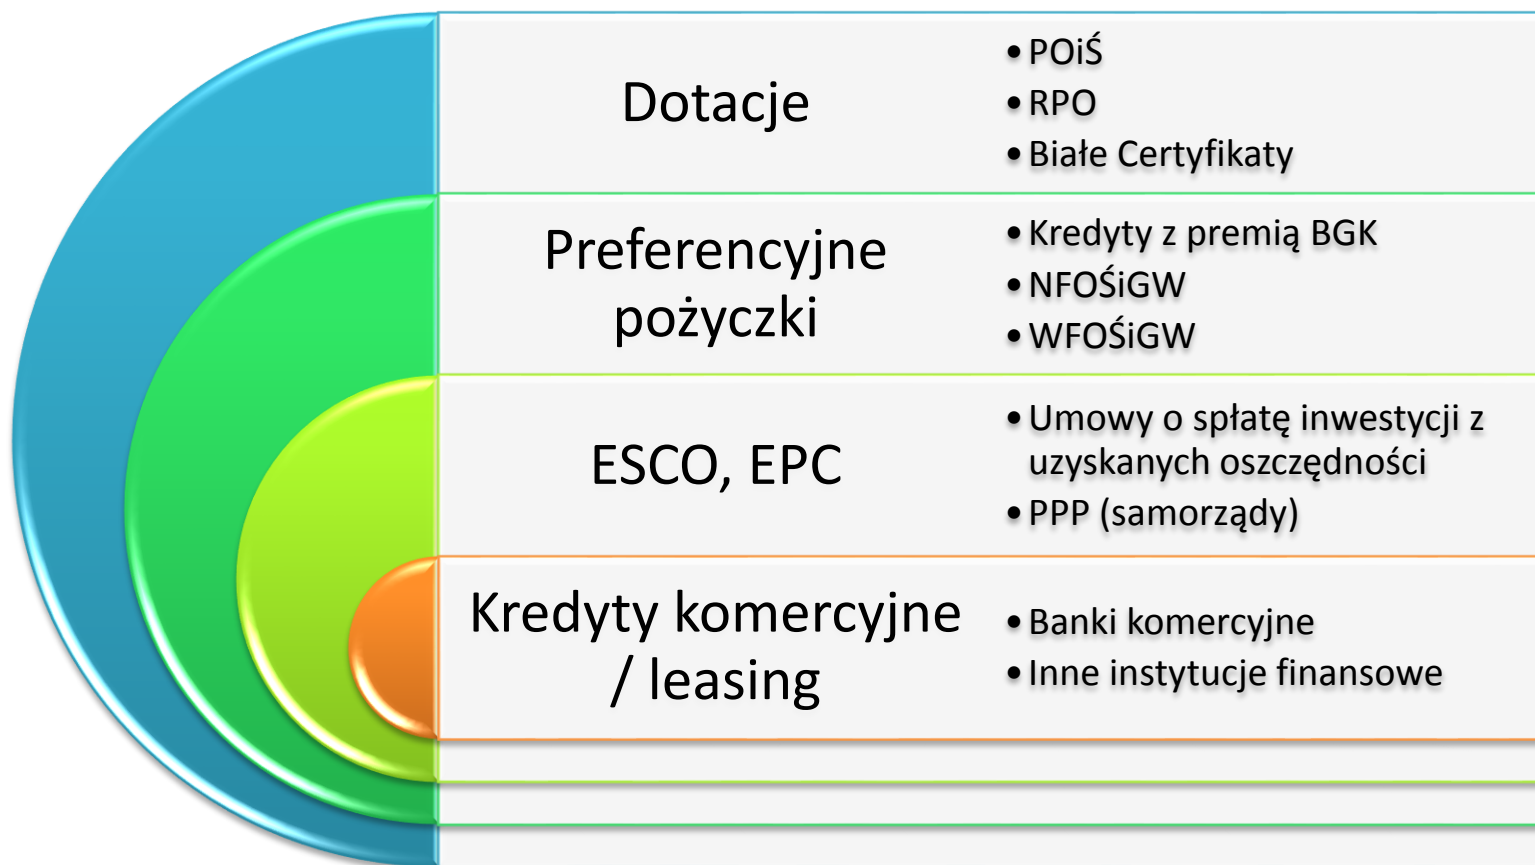 Dotacje
•POiŚ
•RPO
•Białe Certyfikaty
Preferencyjne
pożyczki
•Kredyty z premią BGK
•NFOŚiGW
•WFOŚiGW
ESCO, EPC
•Umowy o spłatę inwestycji z
uzyskanych oszczędności
•PPP (samorządy)
Kredyty komercyjne
/ leasing
•Banki komercyjne
•Inne instytucje finansowe